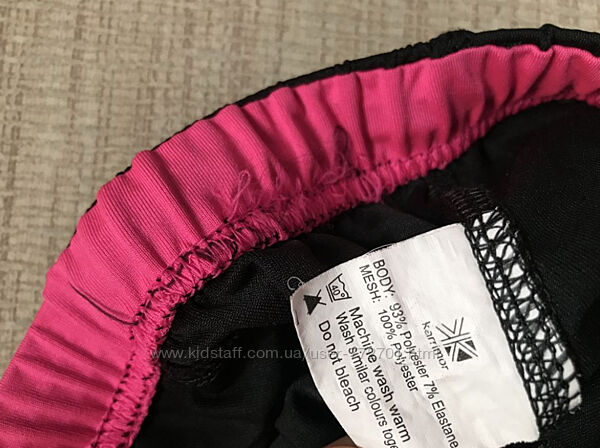 karrimor
BODY: 93% Polyester 7% Elastane
MESH: 100% Polyester
40
Machine wash warm
Wash similar colours tog
Do not bleach
www.kidstaff.com.ua